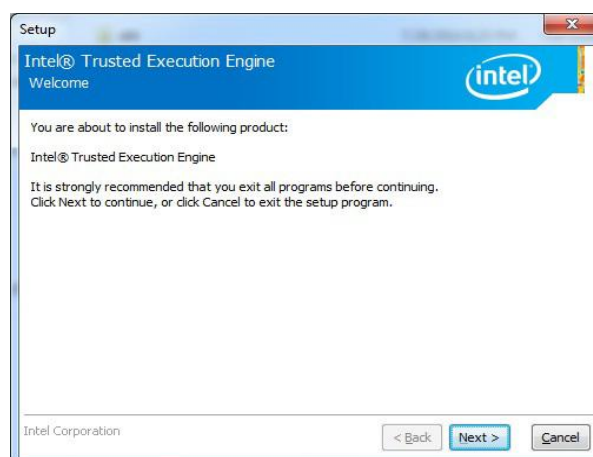 Setup
Intel® Trusted Execution Engine
Welcome
intel
You are about to install the following product:
Intel® Trusted Execution Engine
It is strongly recommended that you exit all programs before continuing.
Click Next to continue, or click Cancel to exit the setup program.
Intel Corporation
< Back
Next >
Cancel